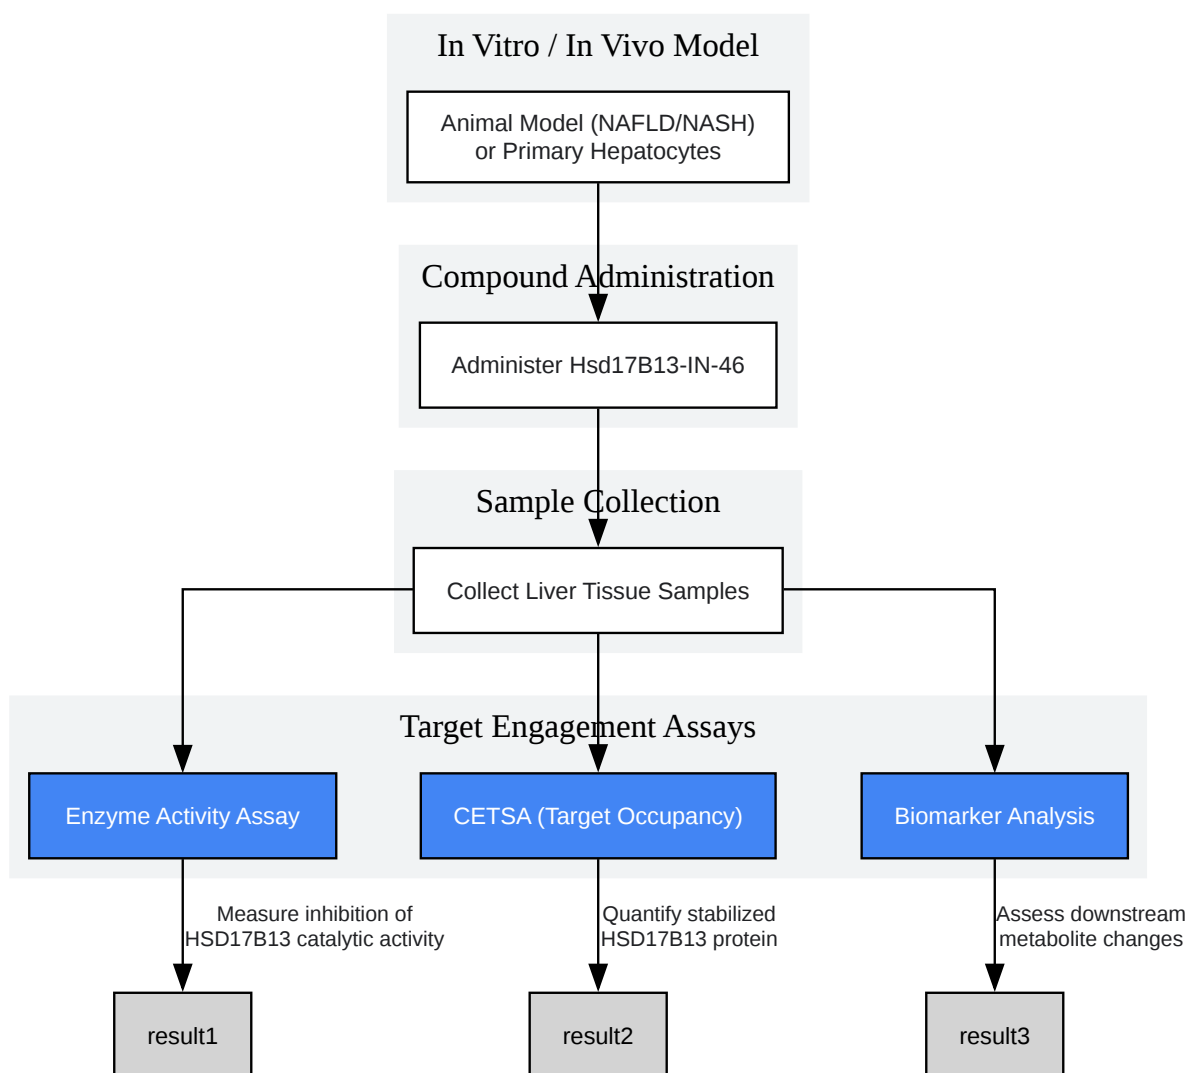 In Vitro / In Vivo Model
Animal Model (NAFLD/NASH)
or Primary Hepatocytes
Compound Administration
Administer Hsd17B13-IN-46
Sample Collection
Collect Liver Tissue Samples
Target Engagement Assays
Enzyme Activity Assay
CETSA (Target Occupancy)
Biomarker Analysis
Measure inhibition of
HSD17B13 catalytic activity
Quantify stabilized
HSD17B13 protein
Assess downstream
metabolite changes
result1
result2
result3